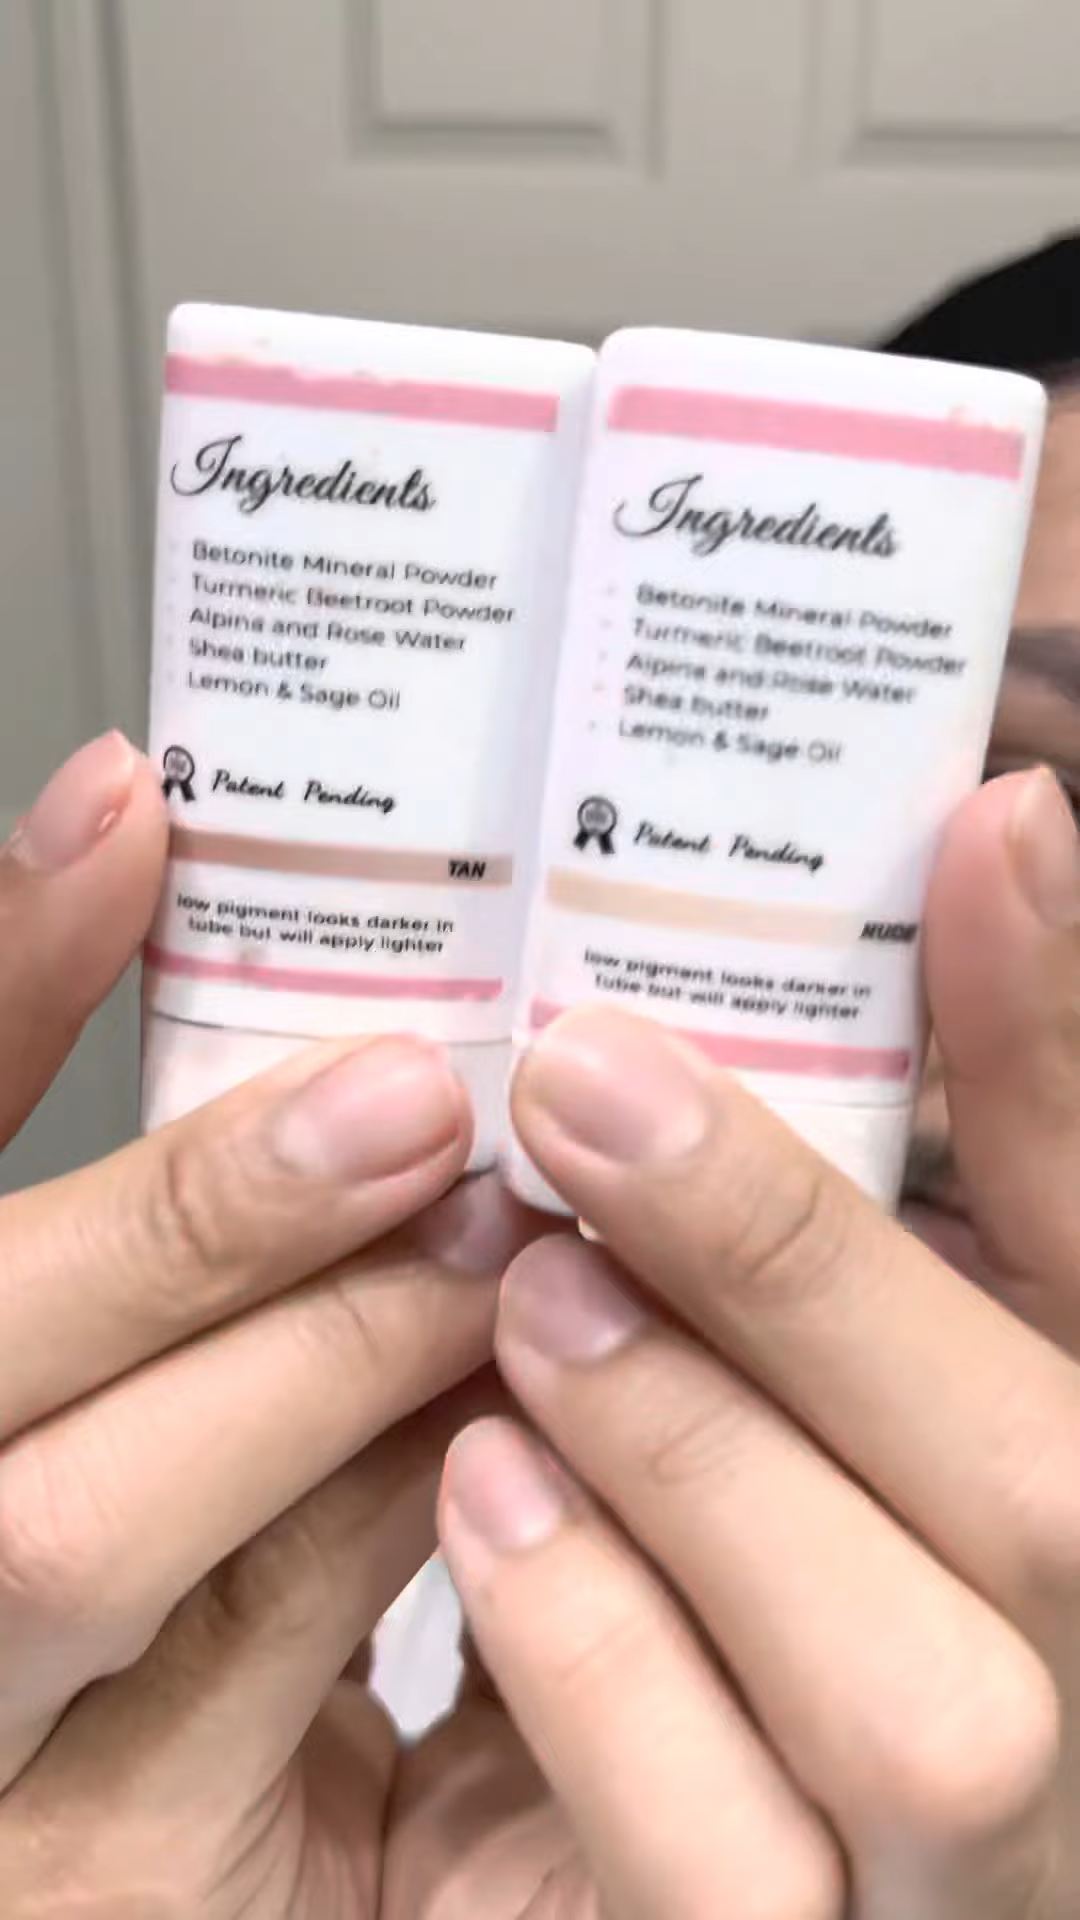 Ingredients
Betonite Mineral Powder
Turmeric Beetroot Powder
Alpina and Rose Water
Shea butter
Lemon & Sage Oil
Patent Pending
TAN
low pigment looks darker in
tube but will apply lighter
Ingredients
Betonite Mineral Powder
Turmeric Beetroot Powder
Alpina and Rose Water
Shea butter
Lemon & Sage Oil
Patent Pending
NUDE
low pigment looks darker in
tube but will apply lighter